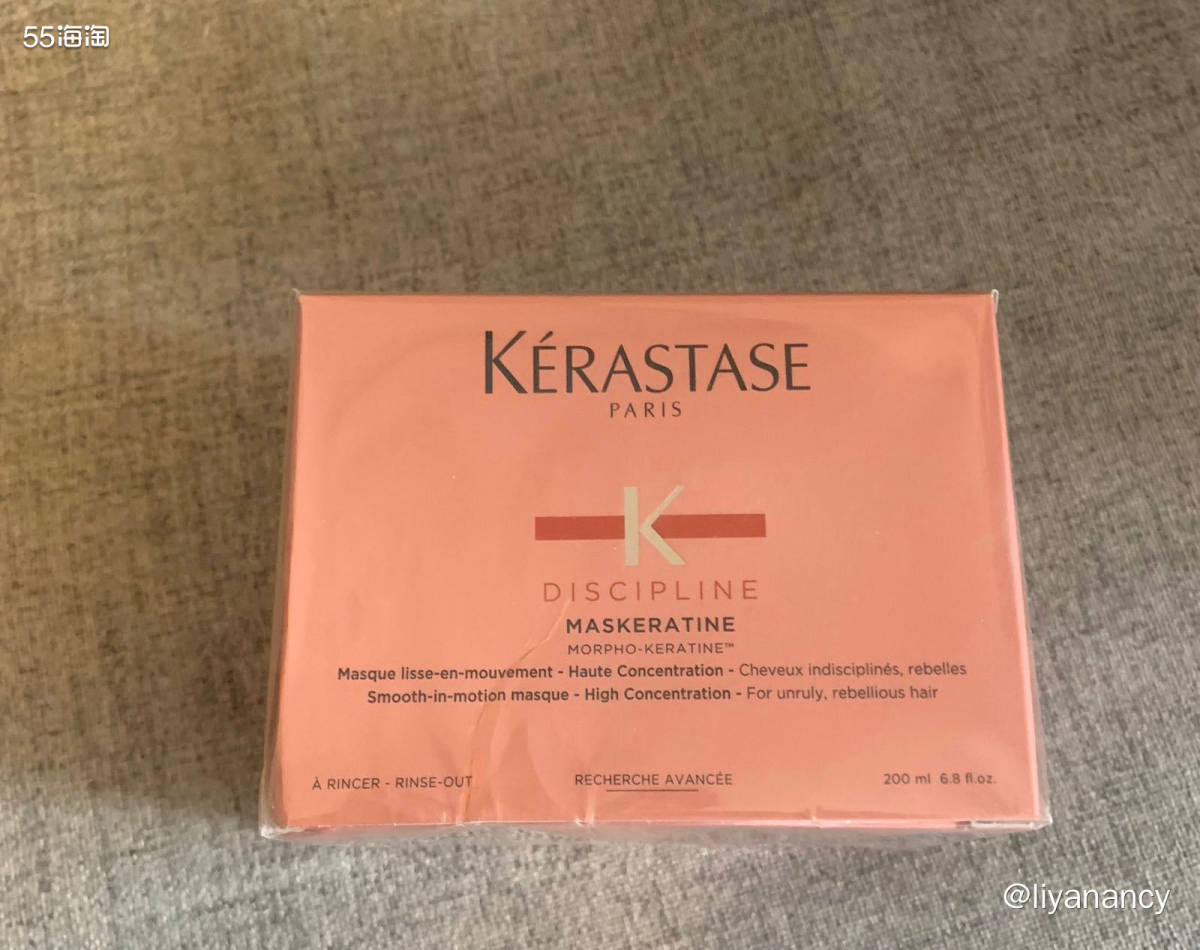 55海淘
KÉRASTASE
PARIS
K
DISCIPLINE
MASKERATINE
MORPHO-KERATINE™
Masque lisse-en-mouvement - Haute Concentration - Cheveux indisciplinés, rebelles
Smooth-in-motion masque - High Concentration - For unruly, rebellious hair
À RINCER - RINSE-OUT
RECHERCHE AVANCÉE
200 ml 6.8 fl.oz.
@liyanancy